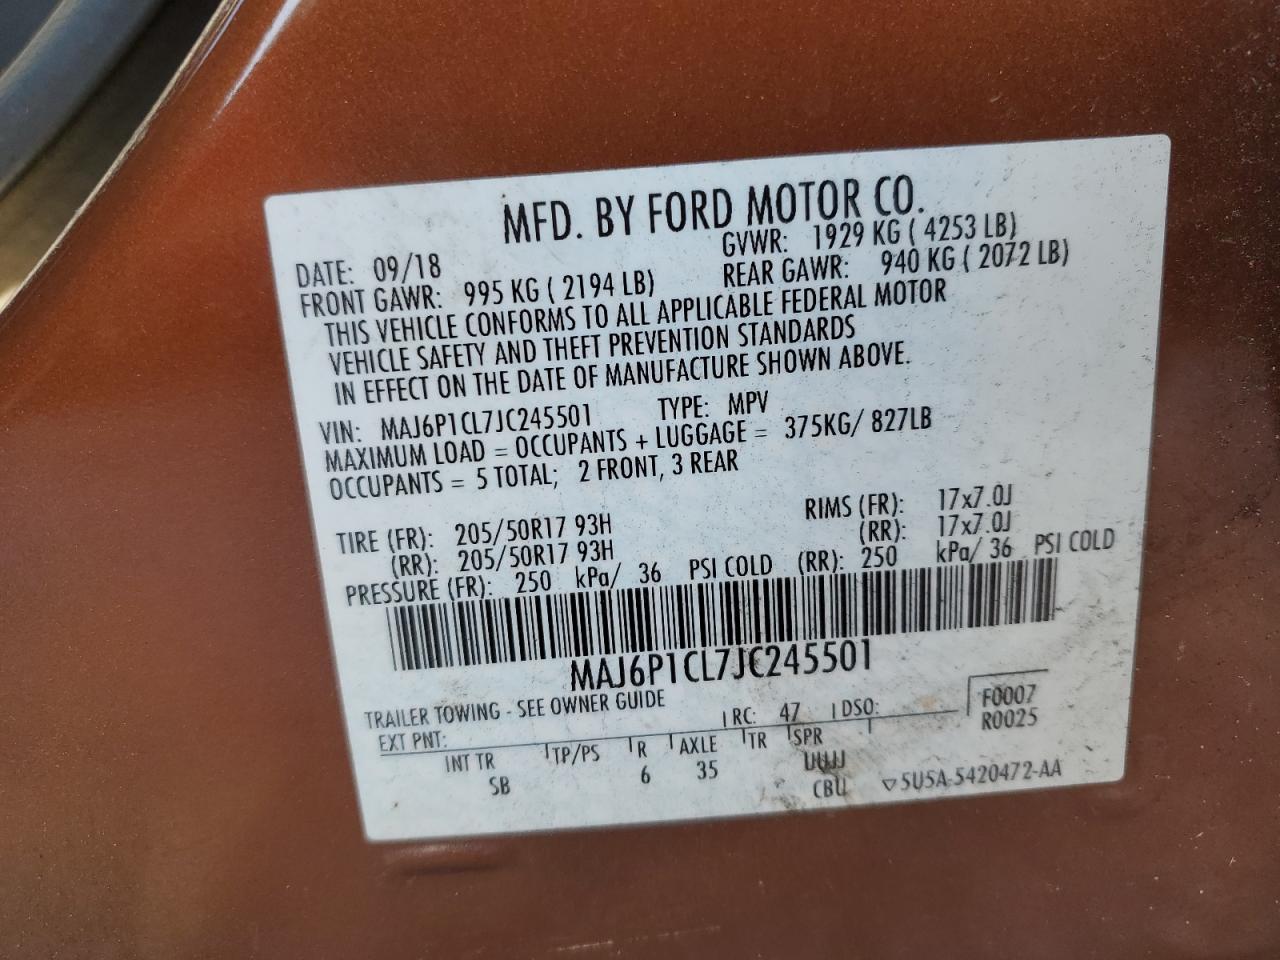 MFD. BY FORD MOTOR CO.
DATE: 09/18 GVWR: 1929 KG ( 4253 LB)
FRONT GAWR: 995 KG ( 2194 LB) REAR GAWR: 940 KG ( 2072 LB)
THIS VEHICLE CONFORMS TO ALL APPLICABLE FEDERAL MOTOR
VEHICLE SAFETY AND THEFT PREVENTION STANDARDS
IN EFFECT ON THE DATE OF MANUFACTURE SHOWN ABOVE.
VIN: MAJ6P1CL7JC245501 TYPE: MPV
MAXIMUM LOAD = OCCUPANTS + LUGGAGE = 375KG/ 827LB
OCCUPANTS = 5 TOTAL; 2 FRONT, 3 REAR
TIRE (FR): 205/50R17 93H RIMS (FR): 17x7.0J
(RR): 205/50R17 93H (RR): 17x7.0J
PRESSURE (FR): 250 kPa/ 36 PSI COLD (RR): 250 kPa/ 36 PSI COLD
MAJ6P1CL7JC245501
TRAILER TOWING - SEE OWNER GUIDE
EXT PNT: RC: 47 DSO: F0007
R0025
INT TR TP/PS R AXLE TR SPR
SB 6 35 UUJJ
CBU ▽5U5A-5420472-AA